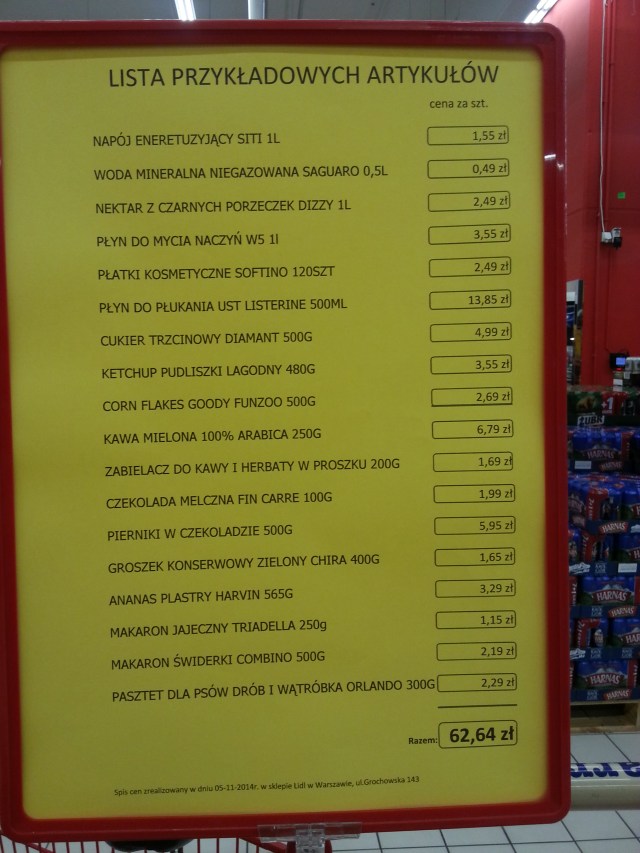 LISTA PRZYKŁADOWYCH ARTYKUŁÓW
cena za szt.
NAPÓJ ENERETUZYJĄCY SITI 1L 1,55 zł
WODA MINERALNA NIEGAZOWANA SAGUARO 0,5L 0,49 zł
NEKTAR Z CZARNYCH PORZECZEK DIZZY 1L 2,49 zł
PŁYN DO MYCIA NACZYŃ W5 1l 3,55 zł
PŁATKI KOSMETYCZNE SOFTINO 120SZT 2,49 zł
PŁYN DO PŁUKANIA UST LISTERINE 500ML 13,85 zł
CUKIER TRZCINOWY DIAMANT 500G 4,99 zł
KETCHUP PUDLISZKI LAGODNY 480G 3,55 zł
CORN FLAKES GOODY FUNZOO 500G 2,69 zł
KAWA MIELONA 100% ARABICA 250G 6,79 zł
ZABIELACZ DO KAWY I HERBATY W PROSZKU 200G 1,69 zł
CZEKOLADA MELCZNA FIN CARRE 100G 1,99 zł
PIERNIKI W CZEKOLADZIE 500G 5,95 zł
GROSZEK KONSERWOWY ZIELONY CHIRA 400G 1,65 zł
ANANAS PLASTRY HARVIN 565G 3,29 zł
MAKARON JAJECZNY TRIADELLA 250g 1,15 zł
MAKARON ŚWIDERKI COMBINO 500G 2,19 zł
PASZTET DLA PSÓW DRÓB I WĄTRÓBKA ORLANDO 300G 2,29 zł
Razem: 62,64 zł
Spis cen zrealizowany w dniu 05-11-2014r. w sklepie Lidl w Warszawie, ul.Grochowska 143
ŻUBR
HARNAŚ
HARNAŚ
HARNAŚ
HARNAŚ